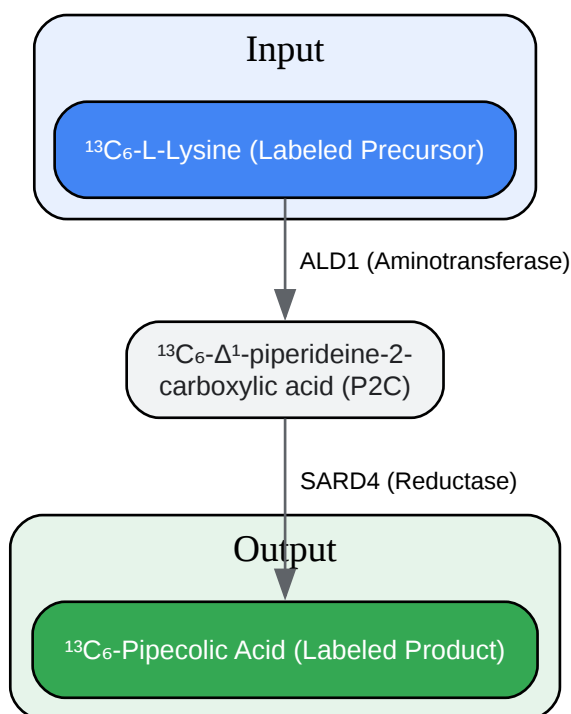 Input
¹³C₆-L-Lysine (Labeled Precursor)
ALD1 (Aminotransferase)
¹³C₆-Δ¹-piperideine-2-
carboxylic acid (P2C)
SARD4 (Reductase)
Output
¹³C₆-Pipecolic Acid (Labeled Product)